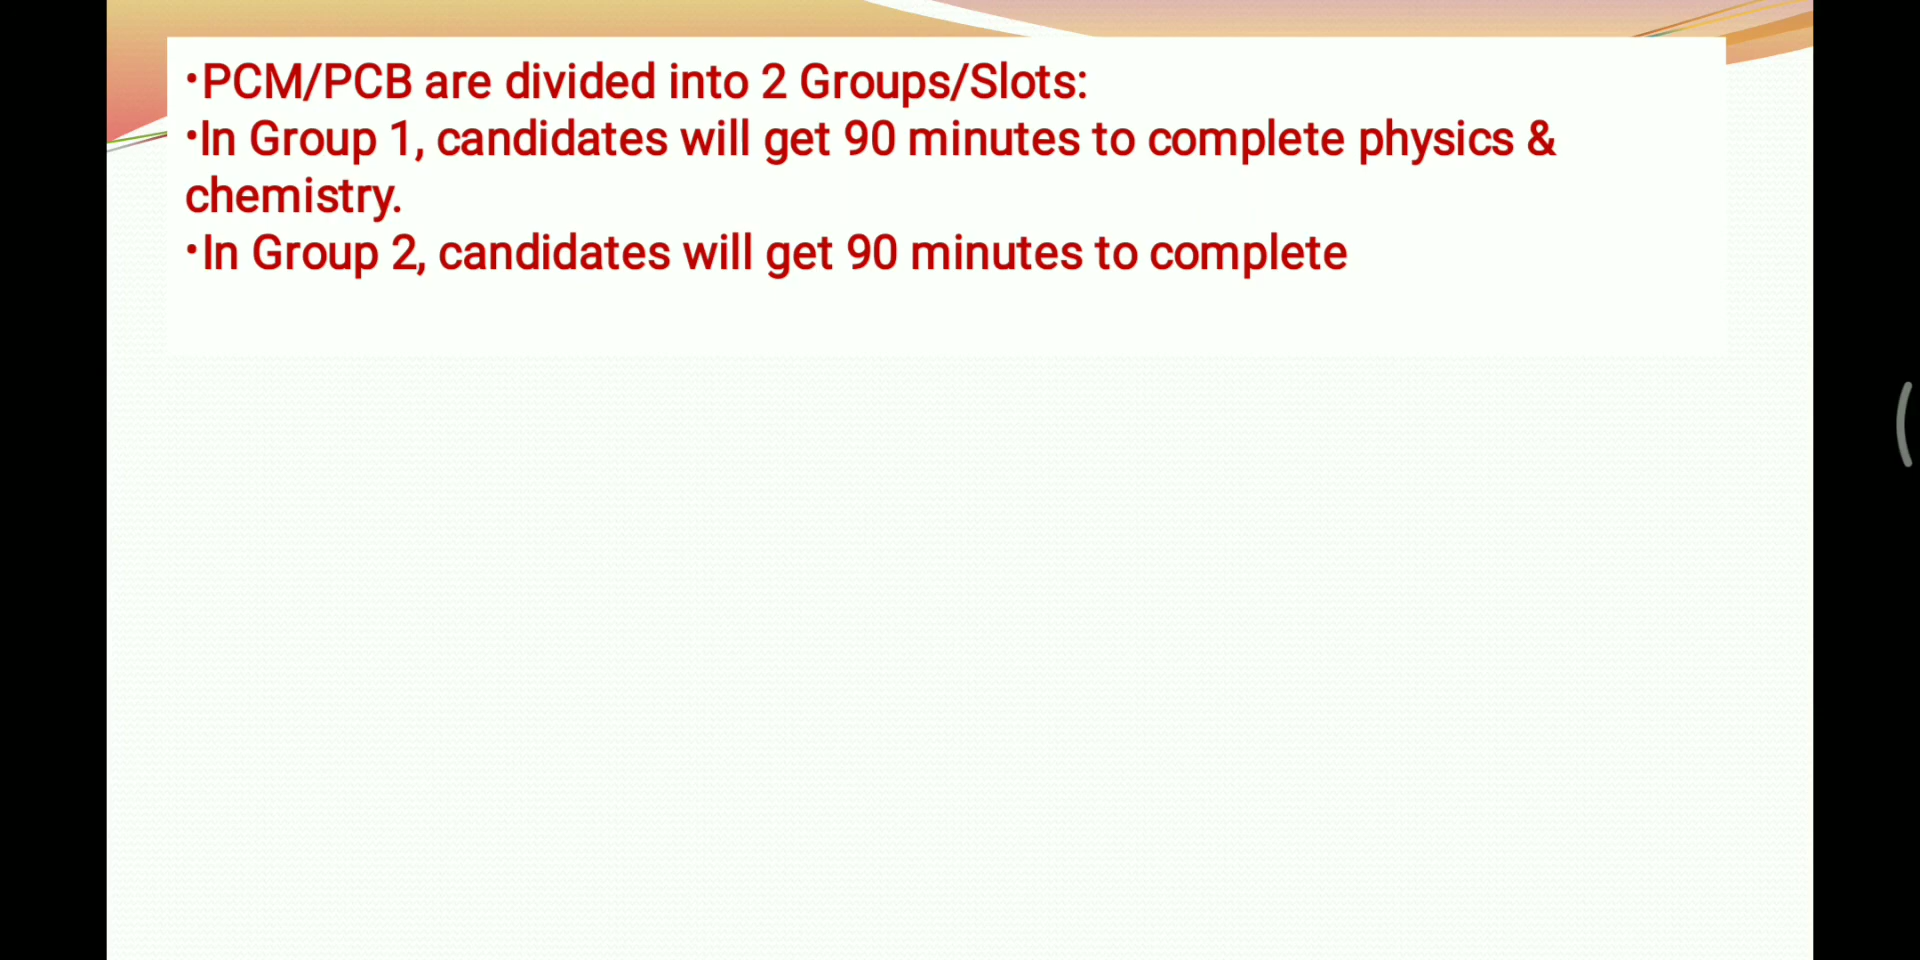 •PCM/PCB are divided into 2 Groups/Slots:
•In Group 1, candidates will get 90 minutes to complete physics &
chemistry.
•In Group 2, candidates will get 90 minutes to complete